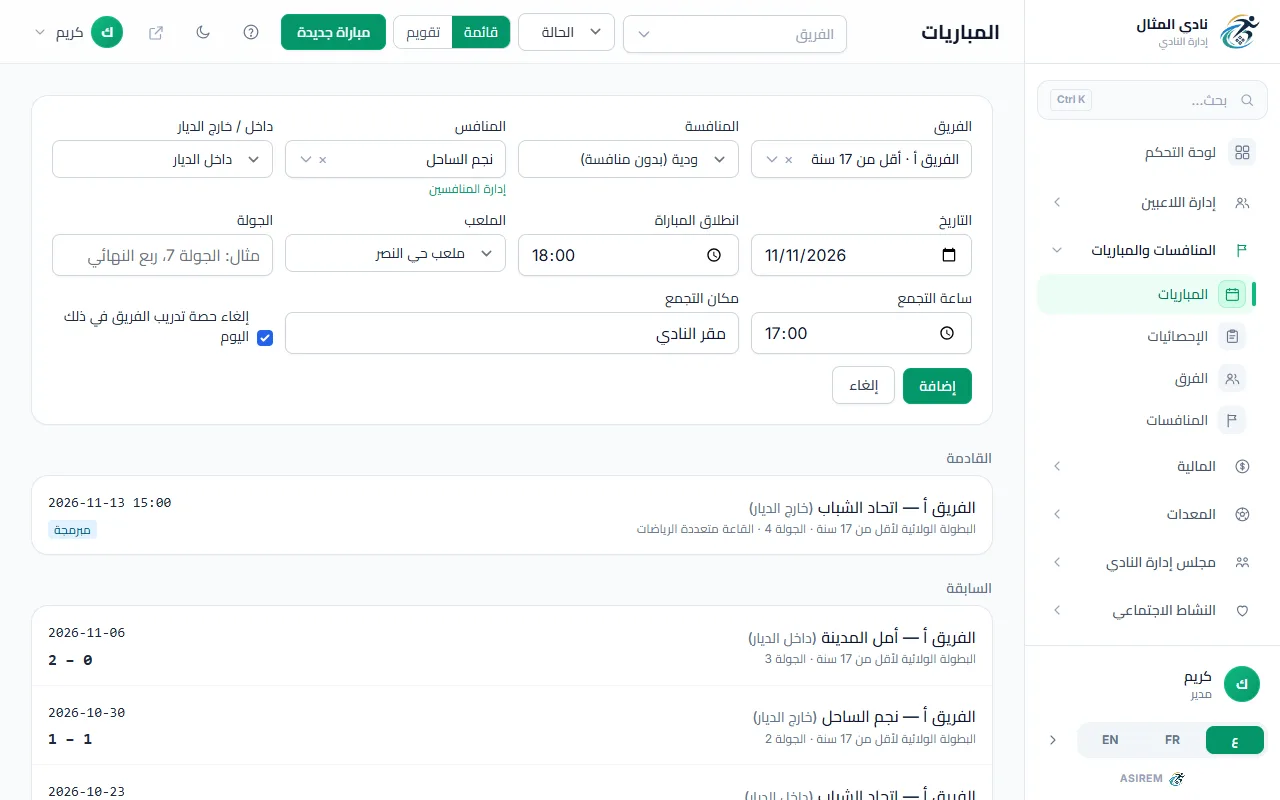 نادي المثال
إدارة النادي
بحث...
Ctrl K
لوحة التحكم
إدارة اللاعبين
المنافسات والمباريات
المباريات
الإحصائيات
الفرق
المنافسات
المالية
المعدات
مجلس إدارة النادي
النشاط الاجتماعي
ك
كريم
مدير
ع FR EN
ASIREM
المباريات
الفريق
الحالة
قائمة تقويم
مباراة جديدة
?
ك كريم
الفريق المنافسة المنافس داخل / خارج الديار
الفريق أ · أقل من 17 سنة × ودية (بدون منافسة) نجم الساحل × داخل الديار
إدارة المنافسين
التاريخ انطلاق المباراة الملعب الجولة
11/11/2026 18:00 ملعب حي النصر مثال: الجولة 7، ربع النهائي
ساعة التجمع مكان التجمع
17:00 مقر النادي
إلغاء حصة تدريب الفريق في ذلك
اليوم
إضافة إلغاء
القادمة
الفريق أ — اتحاد الشباب (خارج الديار) 2026-11-13 15:00
البطولة الولائية لأقل من 17 سنة · الجولة 4 · القاعة متعددة الرياضات مبرمجة
السابقة
الفريق أ — أمل المدينة (داخل الديار) 2026-11-06
البطولة الولائية لأقل من 17 سنة · الجولة 3 2 – 0
الفريق أ — نجم الساحل (خارج الديار) 2026-10-30
البطولة الولائية لأقل من 17 سنة · الجولة 2 1 – 1
الفريق أ — اتحاد الشباب (داخل الديار) 2026-10-23